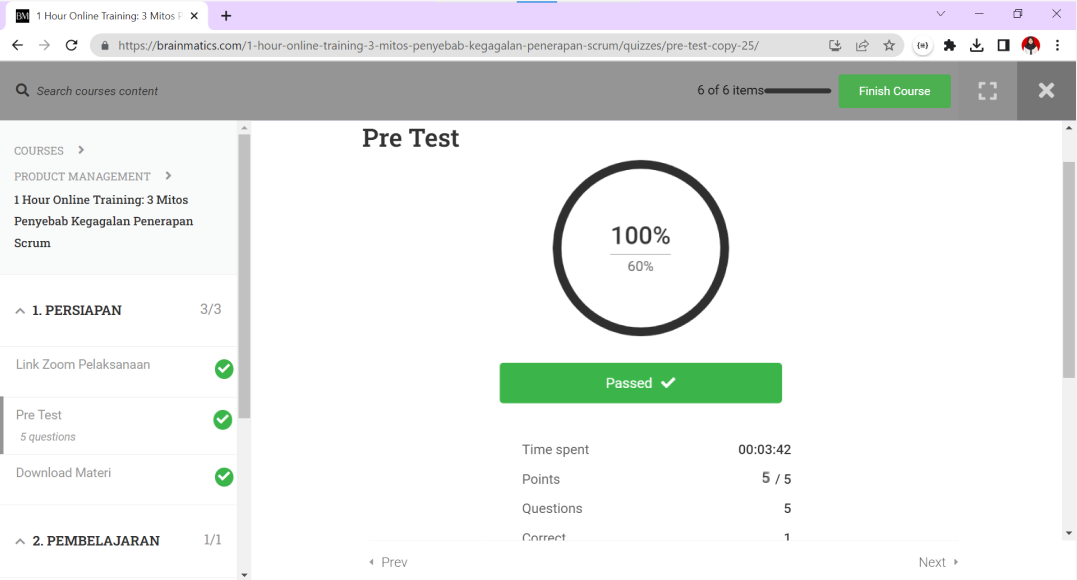 BM 1 Hour Online Training: 3 Mitos P
https://brainmatics.com/1-hour-online-training-3-mitos-penyebab-kegagalan-penerapan-scrum/quizzes/pre-test-copy-25/
Search courses content
6 of 6 items
Finish Course
COURSES
PRODUCT MANAGEMENT
1 Hour Online Training: 3 Mitos
Penyebab Kegagalan Penerapan
Scrum
1. PERSIAPAN 3/3
Link Zoom Pelaksanaan
Pre Test
5 questions
Download Materi
2. PEMBELAJARAN 1/1
Pre Test
100%
60%
Passed
Time spent 00:03:42
Points 5 / 5
Questions 5
Correct 1
Prev
Next